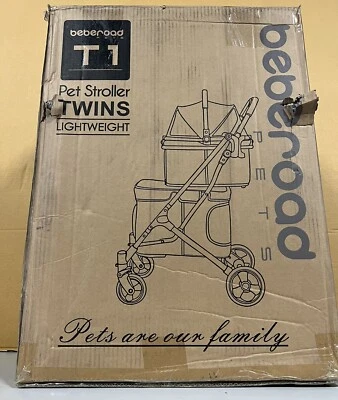 beberoad
T1
Pet Stroller
TWINS
LIGHTWEIGHT
beberoad
PETS
Pets are our family